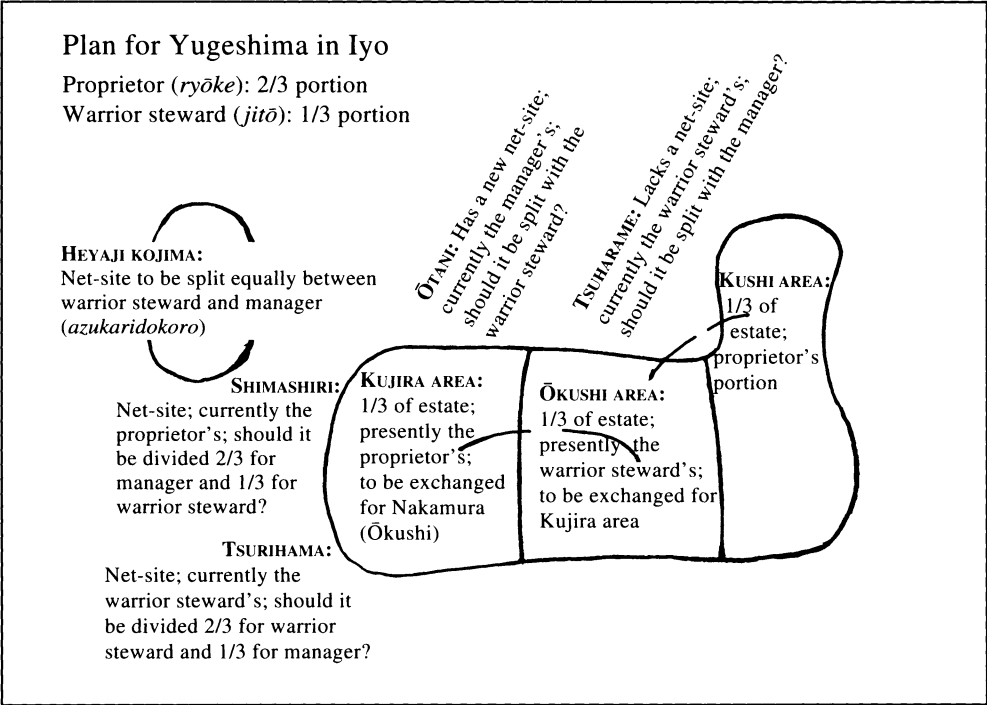 Plan for Yugeshima in Iyo
Proprietor (ryōke): 2/3 portion
Warrior steward (jitō): 1/3 portion
HEYAJI KOJIMA:
Net-site to be split equally between
warrior steward and manager
(azukaridokoro)
ŌTANI: Has a new net-site;
currently the manager's;
should it be split with the
warrior steward?
TSUHARAME: Lacks a net-site;
currently the warrior steward's;
should it be split with the manager?
KUSHI AREA:
1/3 of
estate;
proprietor's
portion
SHIMASHIRI:
Net-site; currently the
proprietor's; should it
be divided 2/3 for
manager and 1/3 for
warrior steward?
KUJIRA AREA:
1/3 of estate;
presently the
proprietor's;
to be exchanged
for Nakamura
(Ōkushi)
ŌKUSHI AREA:
1/3 of estate;
presently the
warrior steward's;
to be exchanged for
Kujira area
TSURIHAMA:
Net-site; currently the
warrior steward's; should it
be divided 2/3 for warrior
steward and 1/3 for manager?